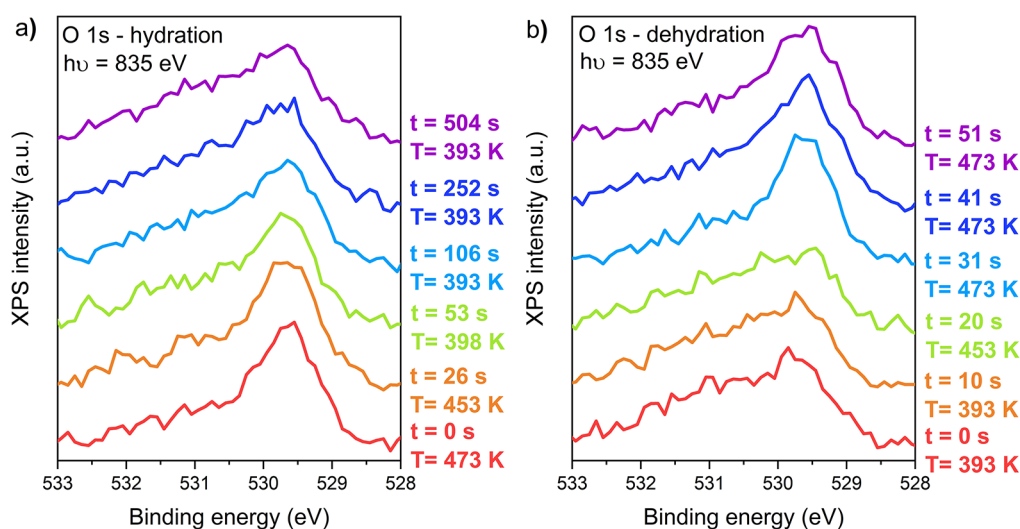 a)
O 1s - hydration
hυ = 835 eV
XPS intensity (a.u.)
t = 504 s
T= 393 K
t = 252 s
T= 393 K
t = 106 s
T= 393 K
t = 53 s
T= 398 K
t = 26 s
T= 453 K
t = 0 s
T= 473 K
533 532 531 530 529 528
Binding energy (eV)
b)
O 1s - dehydration
hυ = 835 eV
XPS intensity (a.u.)
t = 51 s
T= 473 K
t = 41 s
T= 473 K
t = 31 s
T= 473 K
t = 20 s
T= 453 K
t = 10 s
T= 393 K
t = 0 s
T= 393 K
533 532 531 530 529 528
Binding energy (eV)